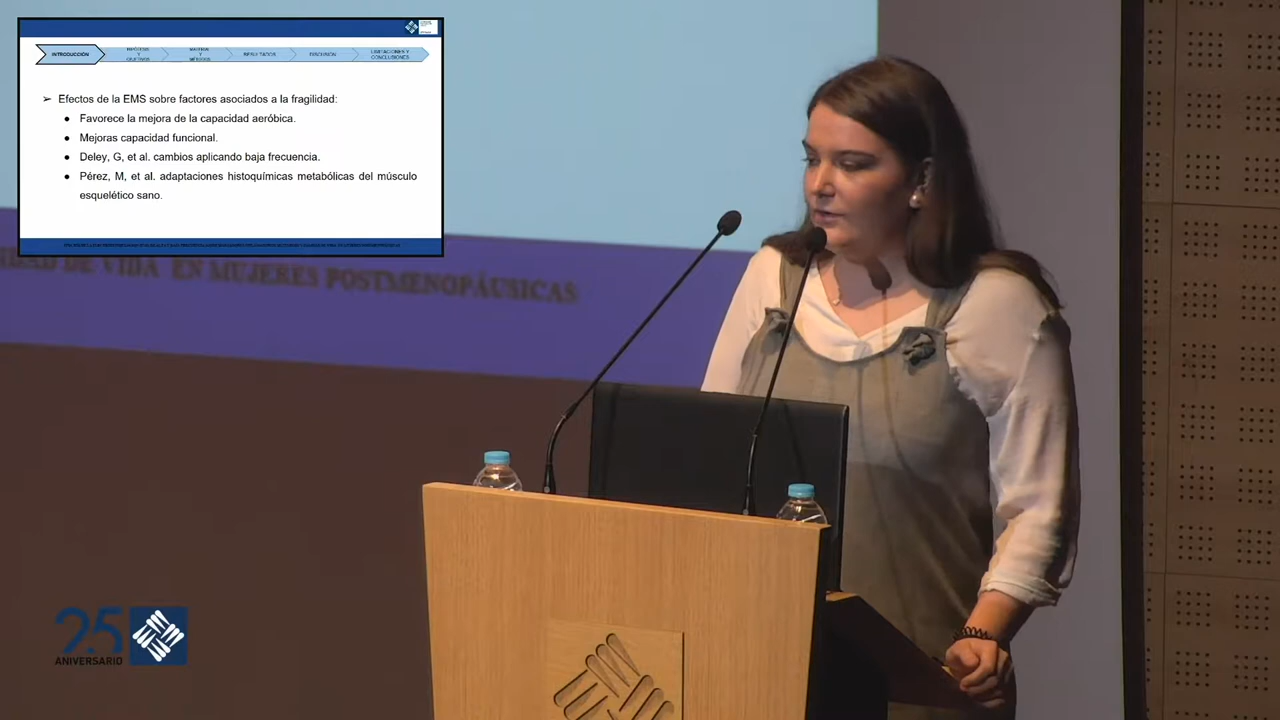 INTRODUCCIÓN
RESULTADOS
DISCUSIÓN
LIMITACIONES Y
CONCLUSIONES
➢ Efectos de la EMS sobre factores asociados a la fragilidad:
● Favorece la mejora de la capacidad aeróbica.
● Mejoras capacidad funcional.
● Deley, G, et al. cambios aplicando baja frecuencia.
● Pérez, M, et al. adaptaciones histoquímicas metabólicas del músculo
esquelético sano.
DE VIDA EN MUJERES POSTMENOPÁUSICAS
25
ANIVERSARIO